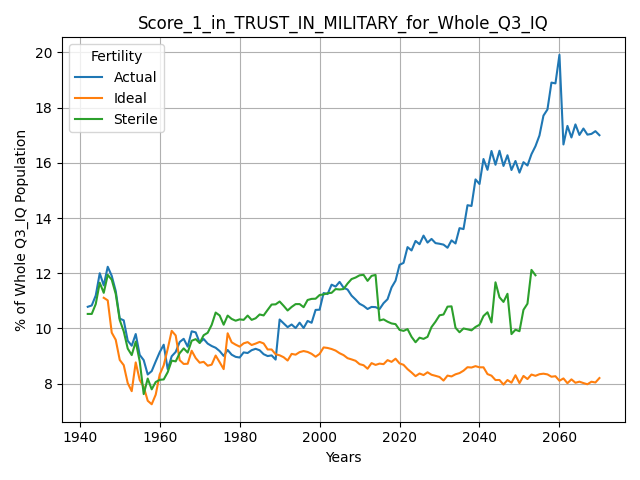 Score_1_in_TRUST_IN_MILITARY_for_Whole_Q3_IQ
Fertility
Actual
Ideal
Sterile
% of Whole Q3_IQ Population
20
18
16
14
12
10
8
1940
1960
1980
2000
2020
2040
2060
Years